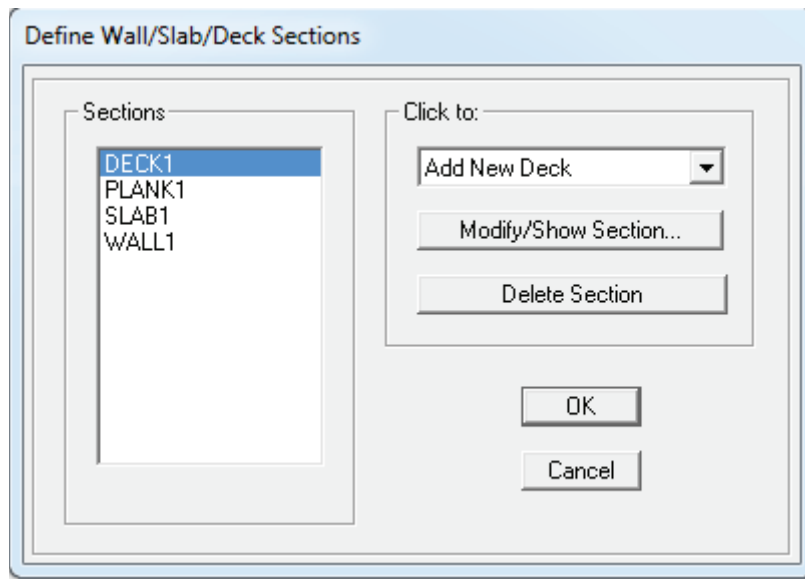 Define Wall/Slab/Deck Sections
Sections
DECK1
PLANK1
SLAB1
WALL1
Click to:
Add New Deck
Modify/Show Section...
Delete Section
OK
Cancel